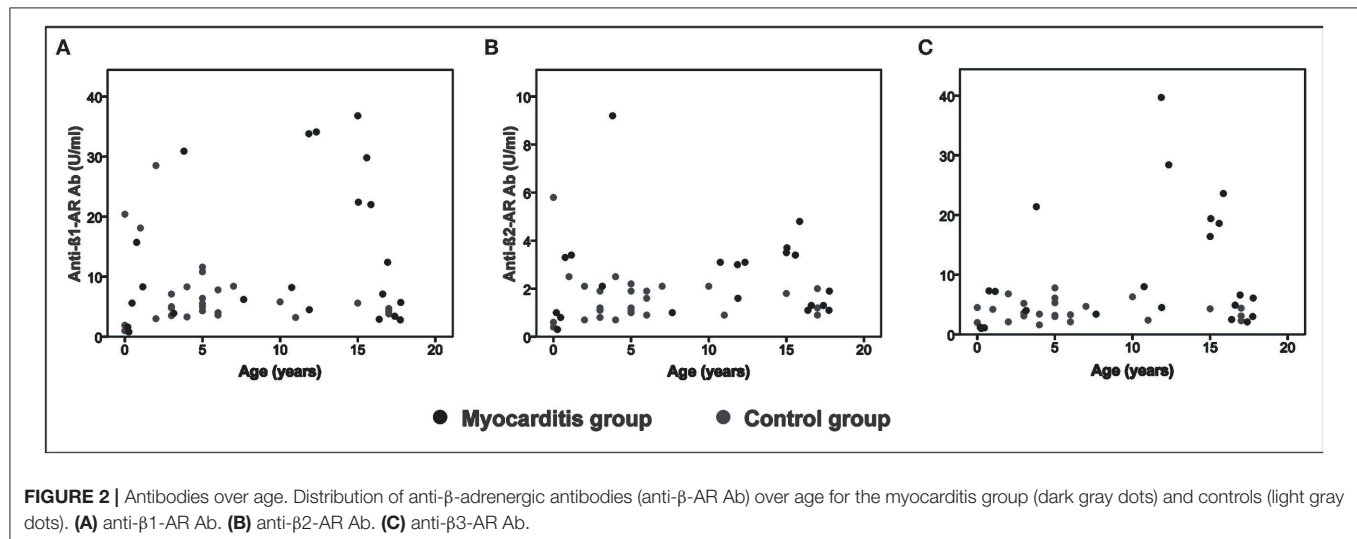 A
B
C
Anti-ß1-AR Ab (U/ml)
40
30
20
10
0
0 5 10 15 20
Age (years)
Anti-ß2-AR Ab (U/ml)
10
8
6
4
2
0
0 5 10 15 20
Age (years)
40
30
20
10
0
0 5 10 15 20
Age (years)
Myocarditis group Control group
FIGURE 2 | Antibodies over age. Distribution of anti-β-adrenergic antibodies (anti-β-AR Ab) over age for the myocarditis group (dark gray dots) and controls (light gray
dots). (A) anti-β1-AR Ab. (B) anti-β2-AR Ab. (C) anti-β3-AR Ab.